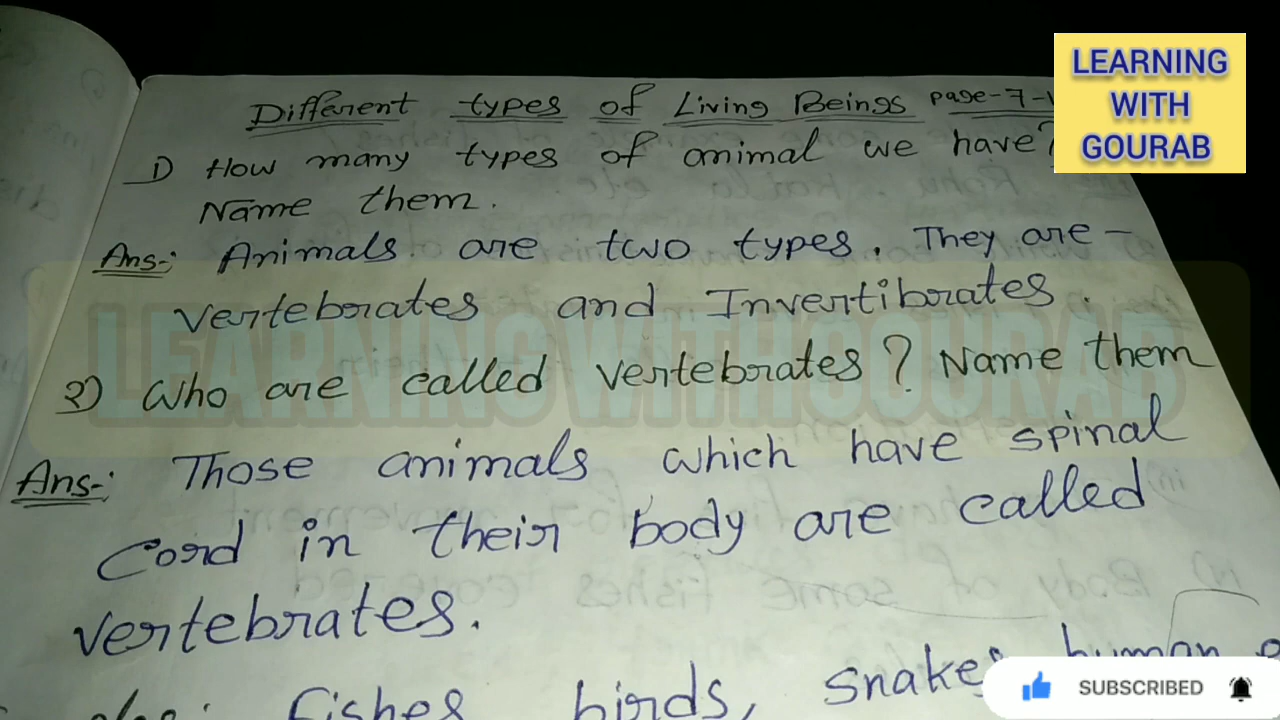 Different types of Living Beings page-7-
1) How many types of animal we have?
Name them.
Ans:- Animals are two types. They are -
vertebrates and Invertibrates.
2) Who are called vertebrates? Name them
Ans-: Those animals which have spinal
cord in their body are called
vertebrates.
fishes birds, snakes human
LEARNING
WITH
GOURAB
LEARNINGWITHGOURAB
SUBSCRIBED